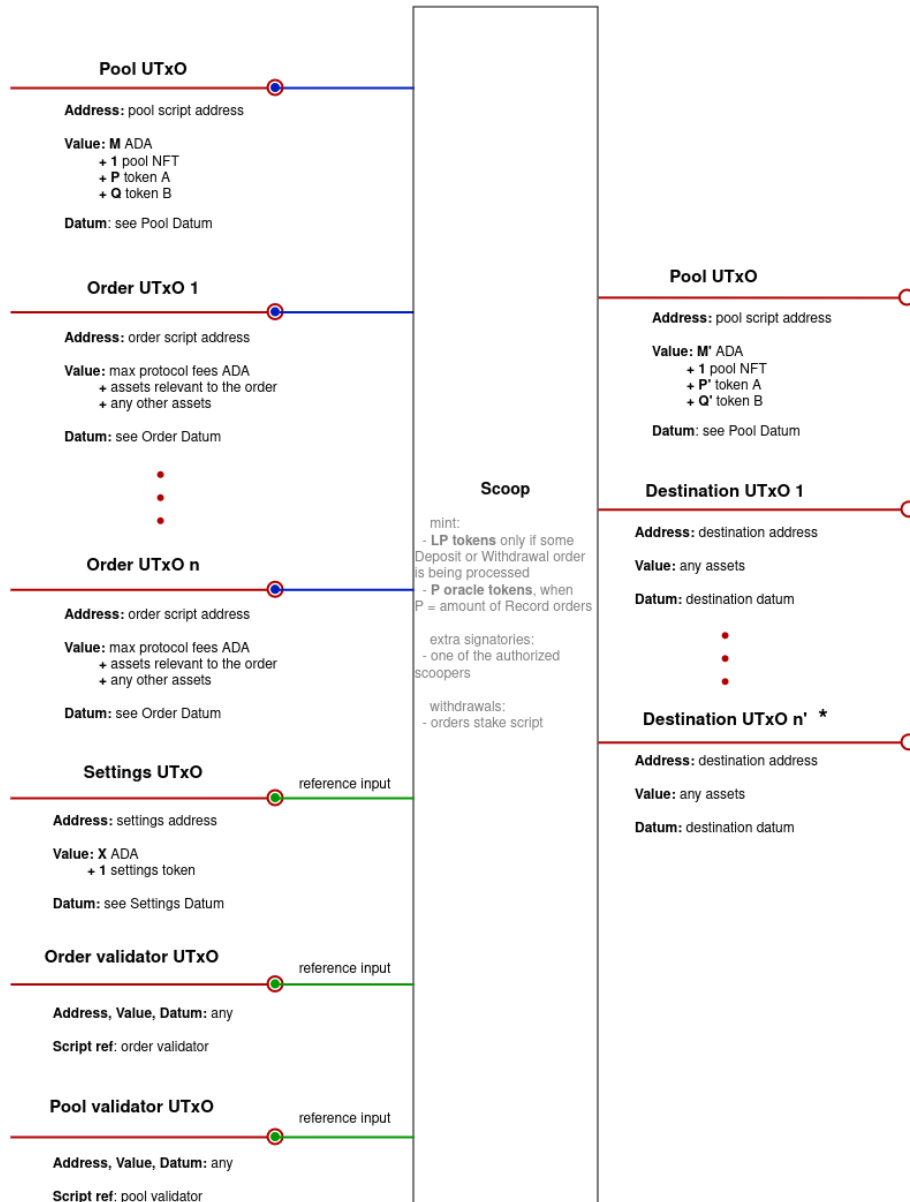 Pool UTxO
Address: pool script address
Value: M ADA
+ 1 pool NFT
+ P token A
+ Q token B
Datum: see Pool Datum
Order UTxO 1
Address: order script address
Value: max protocol fees ADA
+ assets relevant to the order
+ any other assets
Datum: see Order Datum
Order UTxO n
Address: order script address
Value: max protocol fees ADA
+ assets relevant to the order
+ any other assets
Datum: see Order Datum
Settings UTxO
reference input
Address: settings address
Value: X ADA
+ 1 settings token
Datum: see Settings Datum
Order validator UTxO
reference input
Address, Value, Datum: any
Script ref: order validator
Pool validator UTxO
reference input
Address, Value, Datum: any
Script ref: pool validator
Scoop
mint:
- LP tokens only if some
Deposit or Withdrawal order
is being processed
- P oracle tokens, when
P = amount of Record orders
extra signatories:
- one of the authorized
scoopers
withdrawals:
- orders stake script
Pool UTxO
Address: pool script address
Value: M' ADA
+ 1 pool NFT
+ P' token A
+ Q' token B
Datum: see Pool Datum
Destination UTxO 1
Address: destination address
Value: any assets
Datum: destination datum
Destination UTxO n' *
Address: destination address
Value: any assets
Datum: destination datum